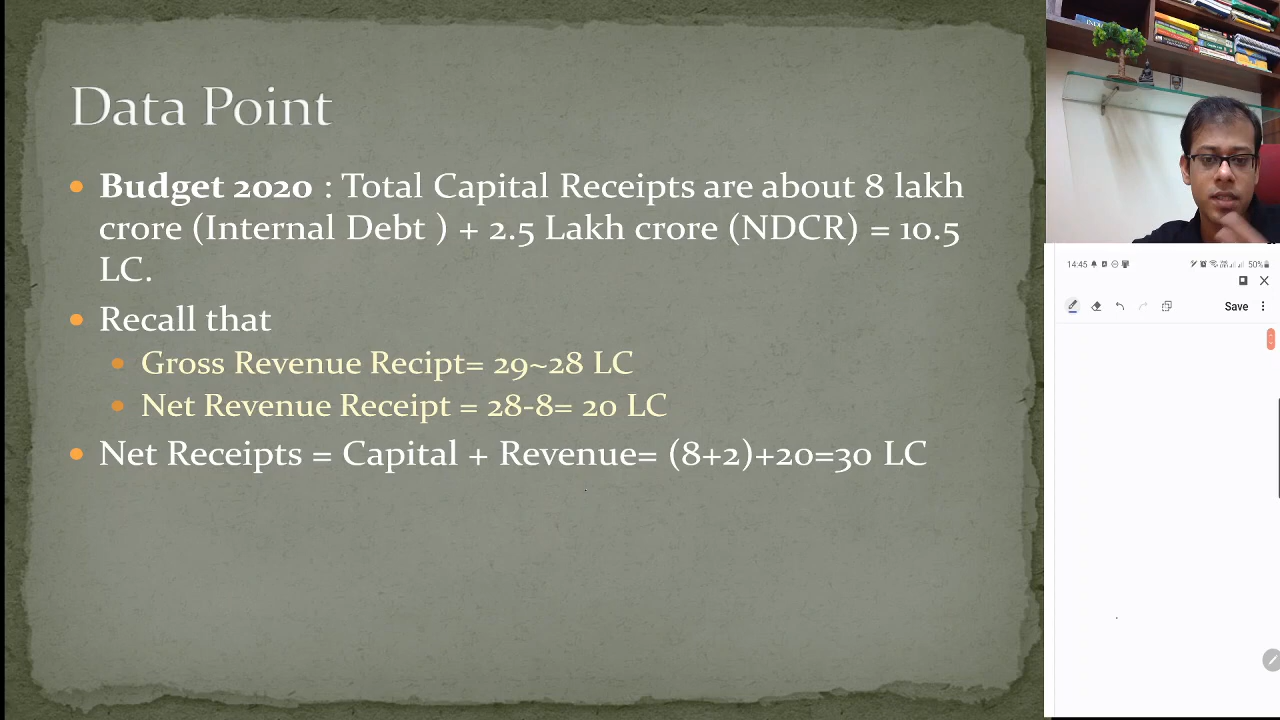 Data Point
Budget 2020 : Total Capital Receipts are about 8 lakh
crore (Internal Debt ) + 2.5 Lakh crore (NDCR) = 10.5
LC.
Recall that
Gross Revenue Recipt= 29~28 LC
Net Revenue Receipt = 28-8= 20 LC
Net Receipts = Capital + Revenue= (8+2)+20=30 LC
14:45
50%
Save